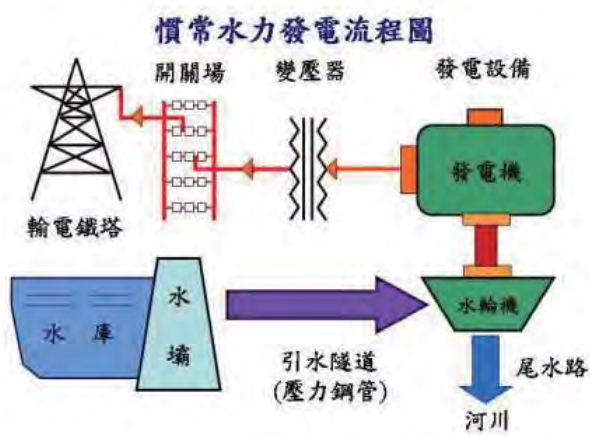 慣常水力發電流程圖
開關場
變壓器
發電設備
發電機
輸電鐵塔
水庫
水壩
水輪機
引水隧道
(壓力鋼管)
尾水路
河川